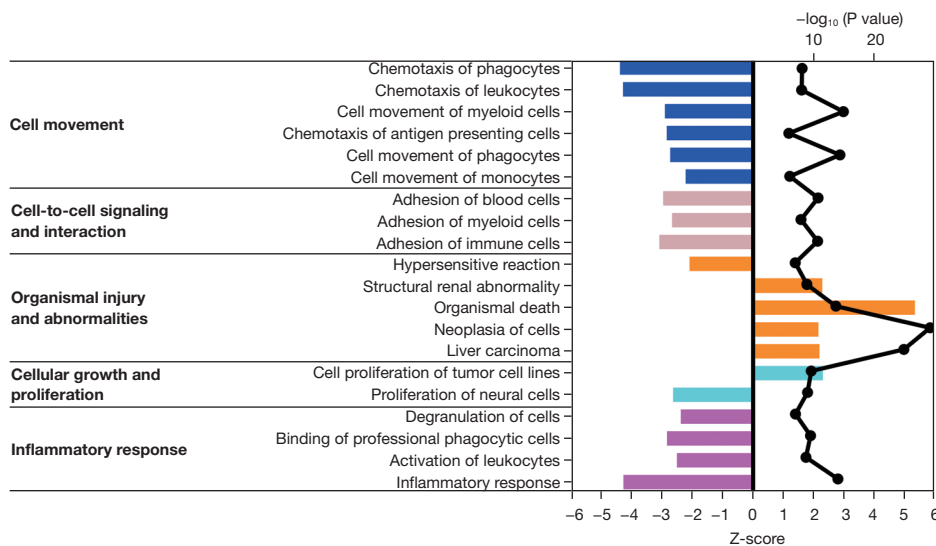 −log₁₀ (P value)
10 20
Cell movement
Chemotaxis of phagocytes
Chemotaxis of leukocytes
Cell movement of myeloid cells
Chemotaxis of antigen presenting cells
Cell movement of phagocytes
Cell movement of monocytes
Cell-to-cell signaling
and interaction
Adhesion of blood cells
Adhesion of myeloid cells
Adhesion of immune cells
Organismal injury
and abnormalities
Hypersensitive reaction
Structural renal abnormality
Organismal death
Neoplasia of cells
Liver carcinoma
Cellular growth and
proliferation
Cell proliferation of tumor cell lines
Proliferation of neural cells
Inflammatory response
Degranulation of cells
Binding of professional phagocytic cells
Activation of leukocytes
Inflammatory response
−6 −5 −4 −3 −2 −1 0 1 2 3 4 5 6
Z-score